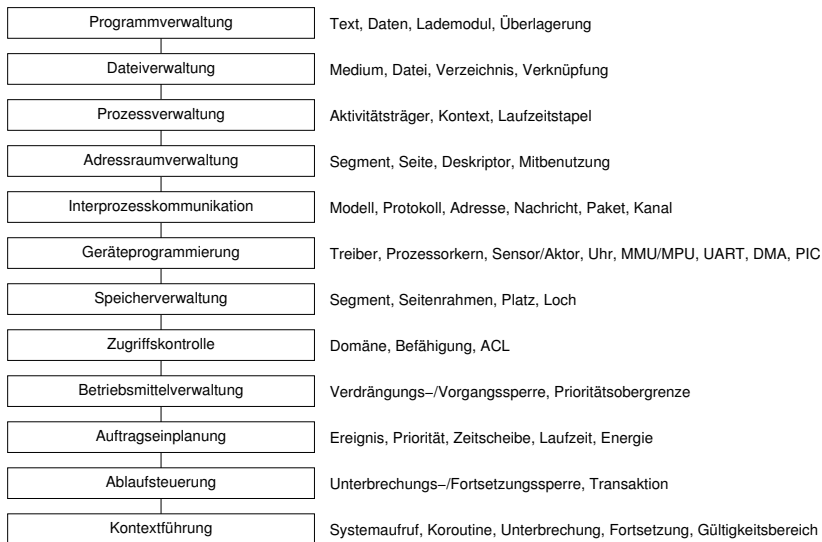 Programmverwaltung Text, Daten, Lademodul, Überlagerung
Dateiverwaltung Medium, Datei, Verzeichnis, Verknüpfung
Prozessverwaltung Aktivitätsträger, Kontext, Laufzeitstapel
Adressraumverwaltung Segment, Seite, Deskriptor, Mitbenutzung
Interprozesskommunikation Modell, Protokoll, Adresse, Nachricht, Paket, Kanal
Geräteprogrammierung Treiber, Prozessorkern, Sensor/Aktor, Uhr, MMU/MPU, UART, DMA, PIC
Speicherverwaltung Segment, Seitenrahmen, Platz, Loch
Zugriffskontrolle Domäne, Befähigung, ACL
Betriebsmittelverwaltung Verdrängungs−/Vorgangssperre, Prioritätsobergrenze
Auftragseinplanung Ereignis, Priorität, Zeitscheibe, Laufzeit, Energie
Ablaufsteuerung Unterbrechungs−/Fortsetzungssperre, Transaktion
Kontextführung Systemaufruf, Koroutine, Unterbrechung, Fortsetzung, Gültigkeitsbereich